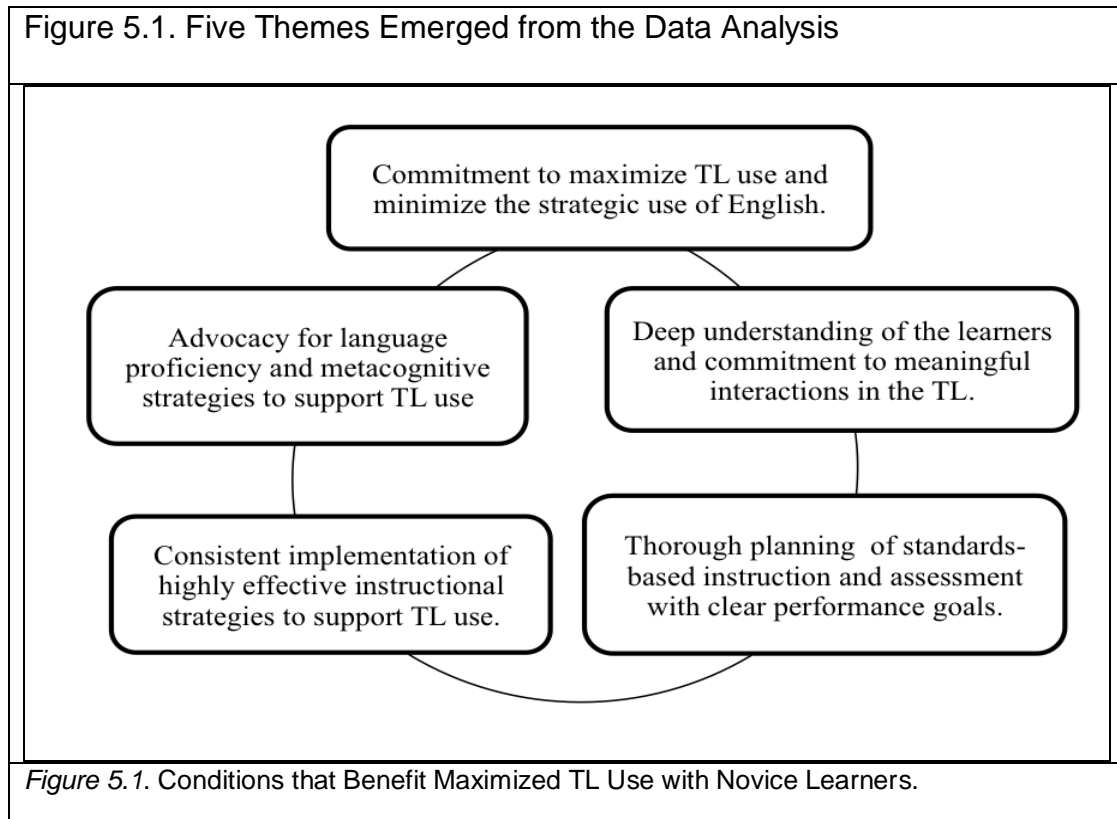 Figure 5.1. Five Themes Emerged from the Data Analysis
Commitment to maximize TL use and
minimize the strategic use of English.
Deep understanding of the learners
and commitment to meaningful
interactions in the TL.
Thorough planning of standards-
based instruction and assessment
with clear performance goals.
Consistent implementation of
highly effective instructional
strategies to support TL use.
Advocacy for language
proficiency and metacognitive
strategies to support TL use
Figure 5.1. Conditions that Benefit Maximized TL Use with Novice Learners.